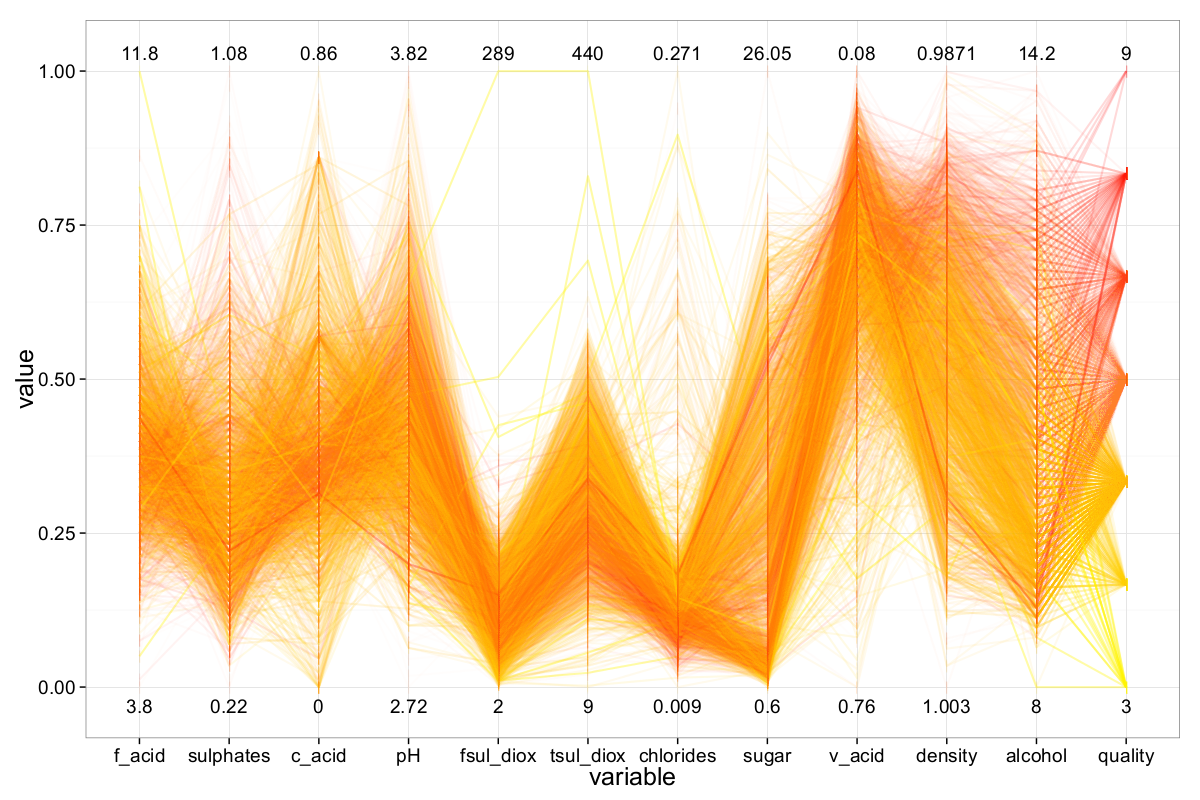 11.8 1.08 0.86 3.82 289 440 0.271 26.05 0.08 0.9871 14.2 9
1.00
0.75
0.50
0.25
0.00
value
3.8 0.22 0 2.72 2 9 0.009 0.6 0.76 1.003 8 3
f_acid sulphates c_acid pH fsul_diox tsul_diox chlorides sugar v_acid density alcohol quality
variable